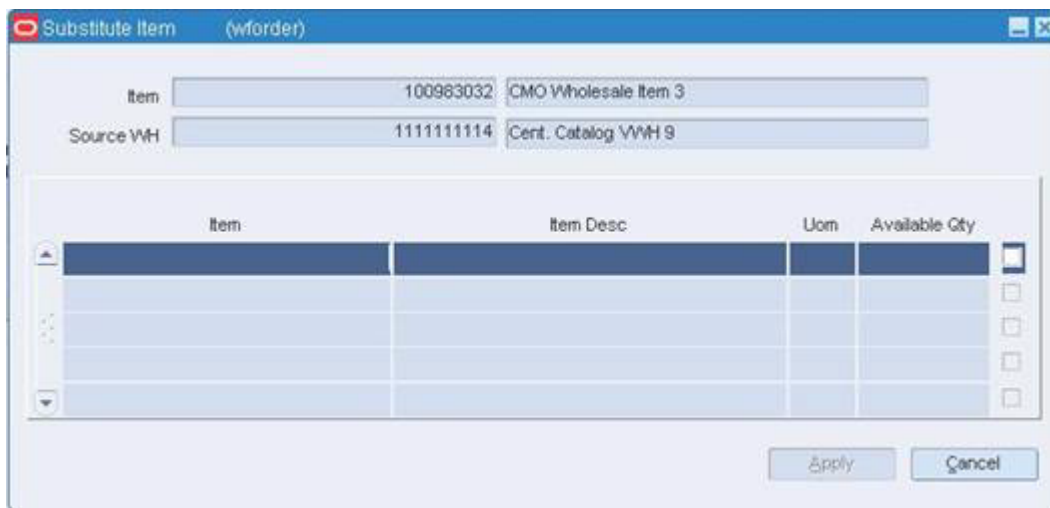 Substitute Item (wforder)
Item 100983032 CMO Wholesale Item 3
Source WH 1111111114 Cent. Catalog VWH 9
Item Item Desc Uom Available Qty
Apply Cancel